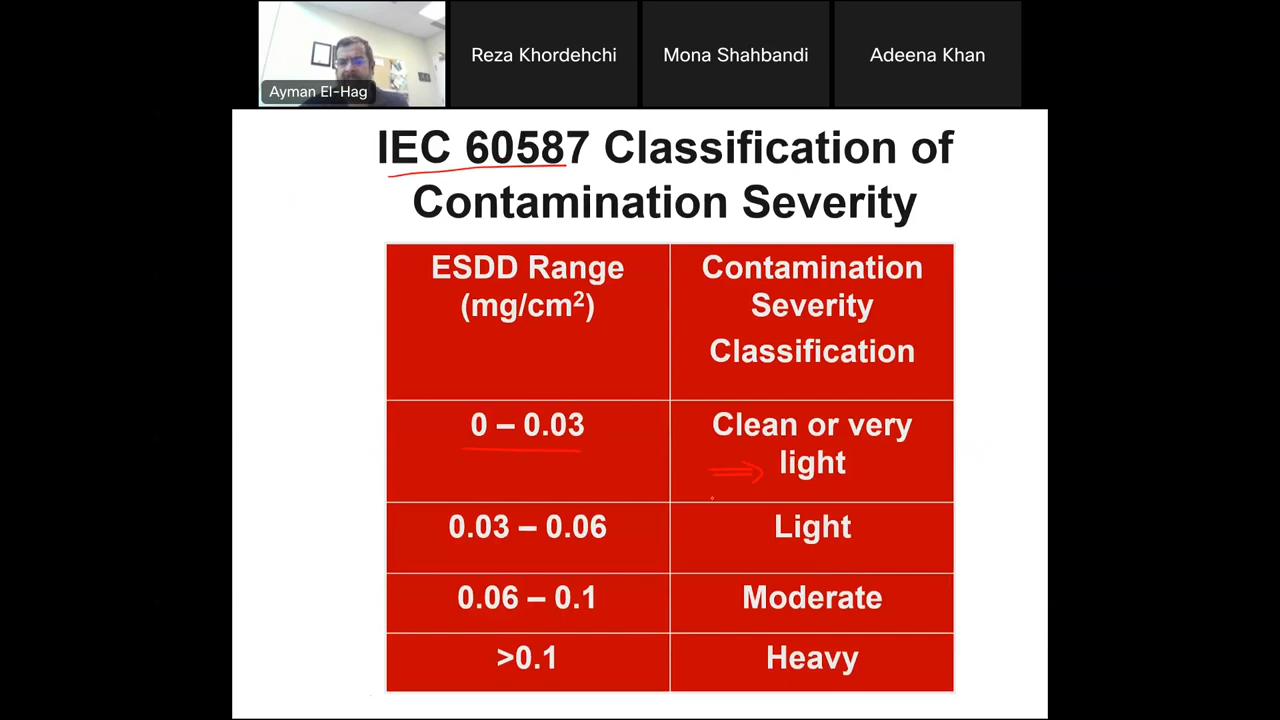 Ayman El-Hag
Reza Khordehchi
Mona Shahbandi
Adeena Khan
IEC 60587 Classification of
Contamination Severity
ESDD Range
(mg/cm²)
Contamination
Severity
Classification
0 – 0.03
Clean or very
light
0.03 – 0.06
Light
0.06 – 0.1
Moderate
>0.1
Heavy